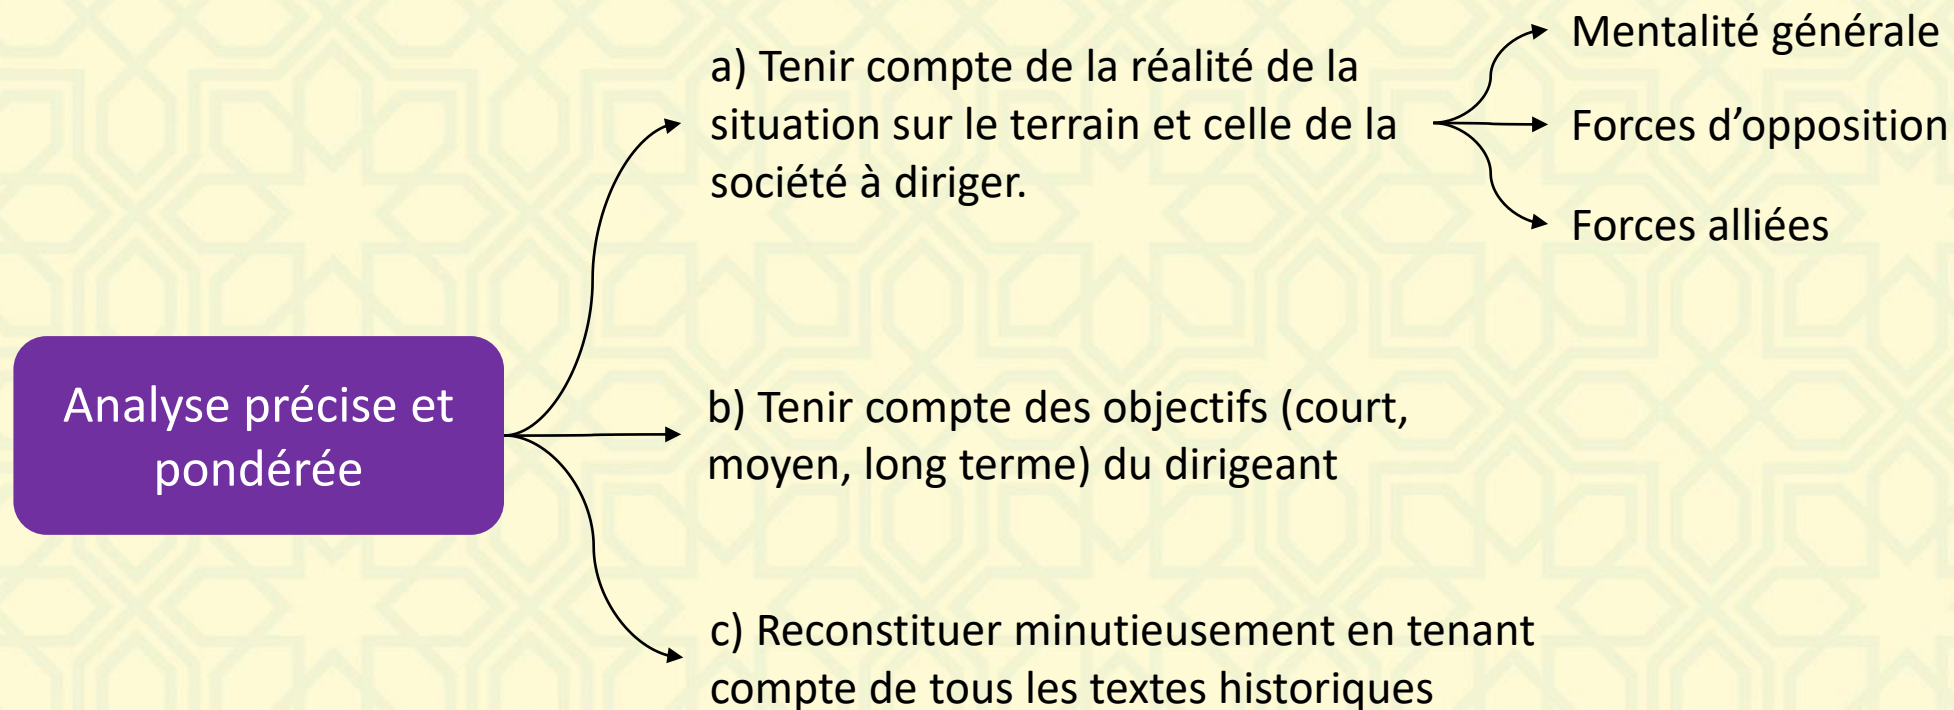 Analyse précise et
pondérée
a) Tenir compte de la réalité de la
situation sur le terrain et celle de la
société à diriger.
Mentalité générale
Forces d’opposition
Forces alliées
b) Tenir compte des objectifs (court,
moyen, long terme) du dirigeant
c) Reconstituer minutieusement en tenant
compte de tous les textes historiques